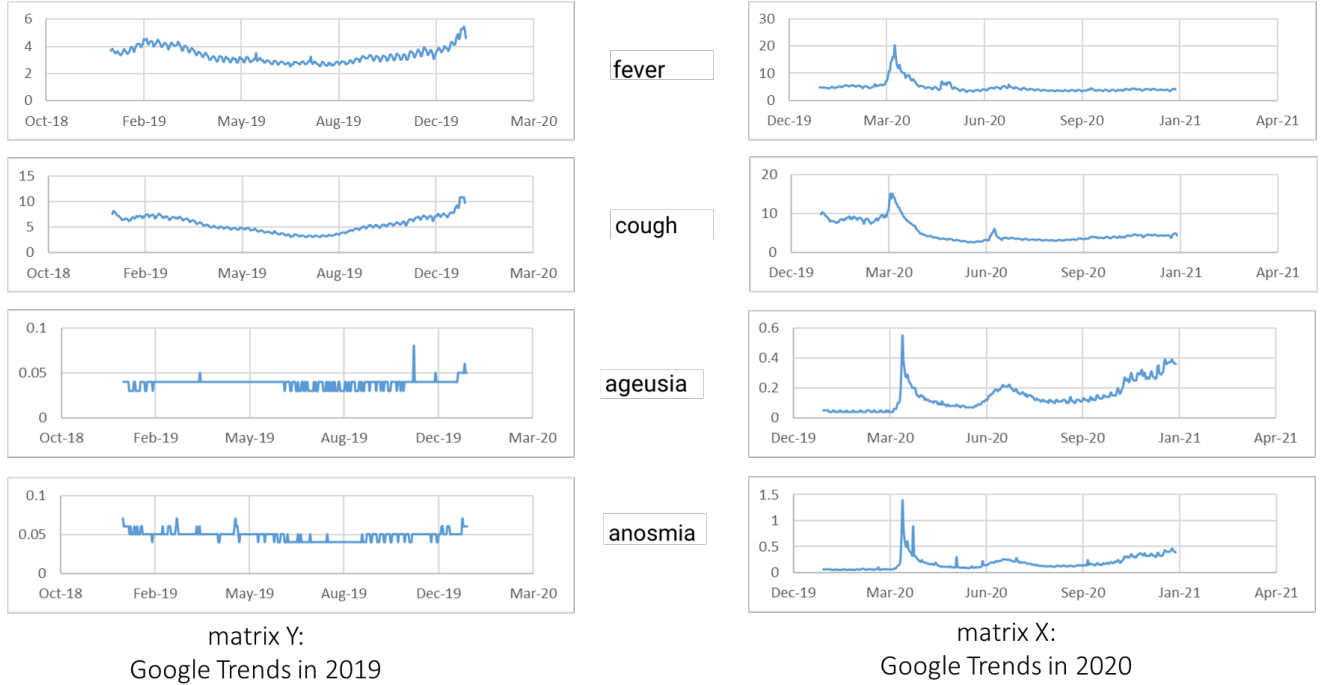 6
4
2
0
Oct-18 Feb-19 May-19 Aug-19 Dec-19 Mar-20
fever
30
20
10
0
Dec-19 Mar-20 Jun-20 Sep-20 Jan-21 Apr-21
15
10
5
0
Oct-18 Feb-19 May-19 Aug-19 Dec-19 Mar-20
cough
20
10
0
Dec-19 Mar-20 Jun-20 Sep-20 Jan-21 Apr-21
0.1
0.05
0
Oct-18 Feb-19 May-19 Aug-19 Dec-19 Mar-20
ageusia
0.6
0.4
0.2
0
Dec-19 Mar-20 Jun-20 Sep-20 Jan-21 Apr-21
0.1
0.05
0
Oct-18 Feb-19 May-19 Aug-19 Dec-19 Mar-20
anosmia
1.5
1
0.5
0
Dec-19 Mar-20 Jun-20 Sep-20 Jan-21 Apr-21
matrix Y:
Google Trends in 2019
matrix X:
Google Trends in 2020